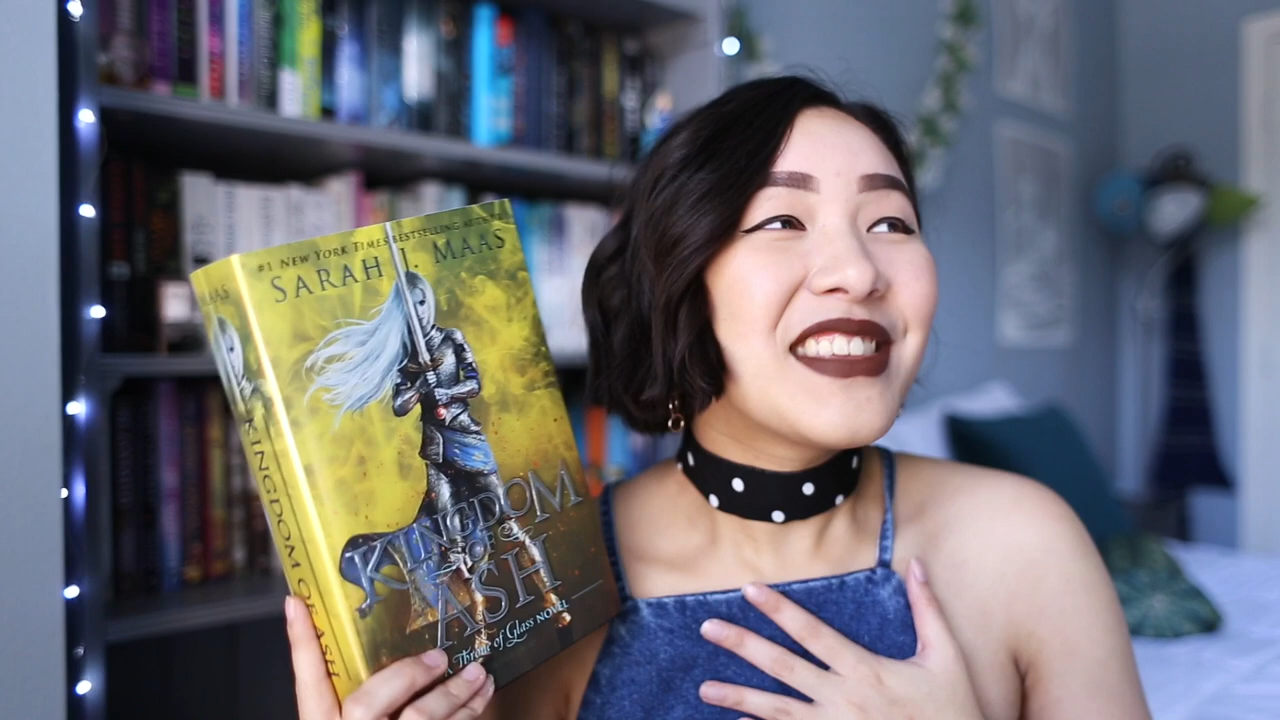 #1 NEW YORK TIMES BESTSELLING
SARAH J. MAAS
KINGDOM
OF
ASH
A Throne of Glass NOVEL
MAAS
KINGDOM OF ASH